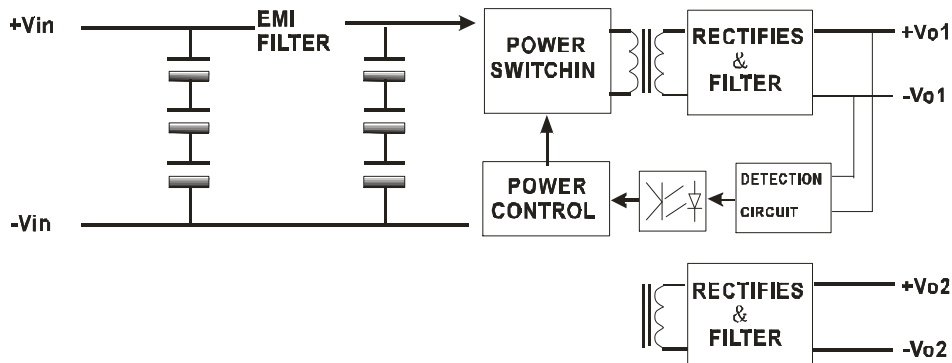 +Vin
EMI
FILTER
POWER
SWITCHIN
RECTIFIES
&
FILTER
+Vo1
-Vo1
-Vin
POWER
CONTROL
DETECTION
CIRCUIT
RECTIFIES
&
FILTER
+Vo2
-Vo2